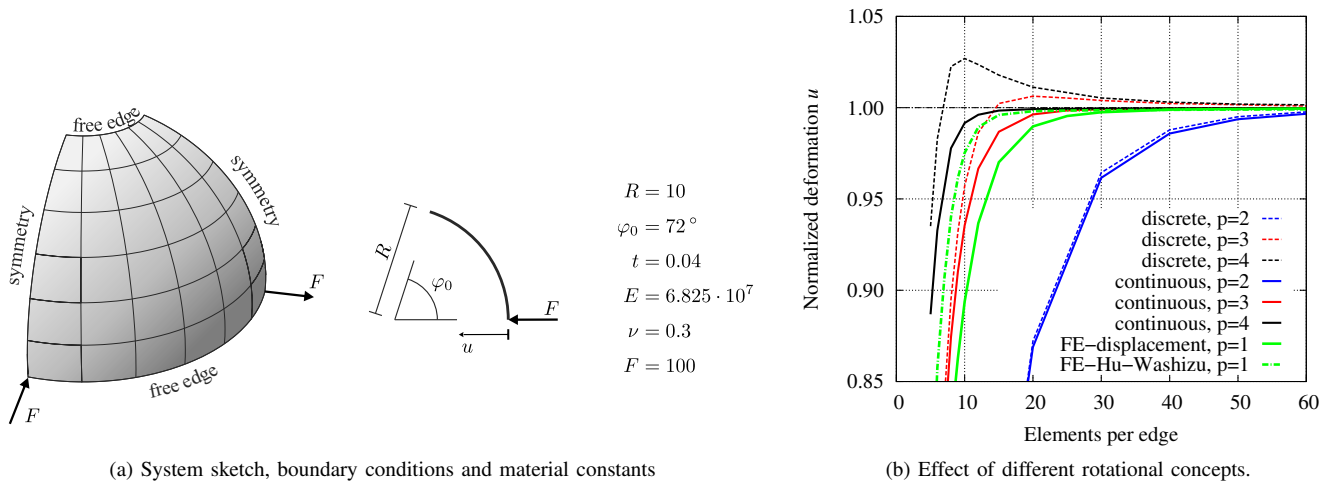 free edge
symmetry
symmetry
free edge
F
F
R
φ₀
F
u
R = 10
φ₀ = 72°
t = 0.04
E = 6.825 · 10⁷
ν = 0.3
F = 100
(a) System sketch, boundary conditions and material constants
Normalized deformation u
1.05
1.00
0.95
0.90
0.85
discrete, p=2
discrete, p=3
discrete, p=4
continuous, p=2
continuous, p=3
continuous, p=4
FE−displacement, p=1
FE−Hu−Washizu, p=1
0 10 20 30 40 50 60
Elements per edge
(b) Effect of different rotational concepts.